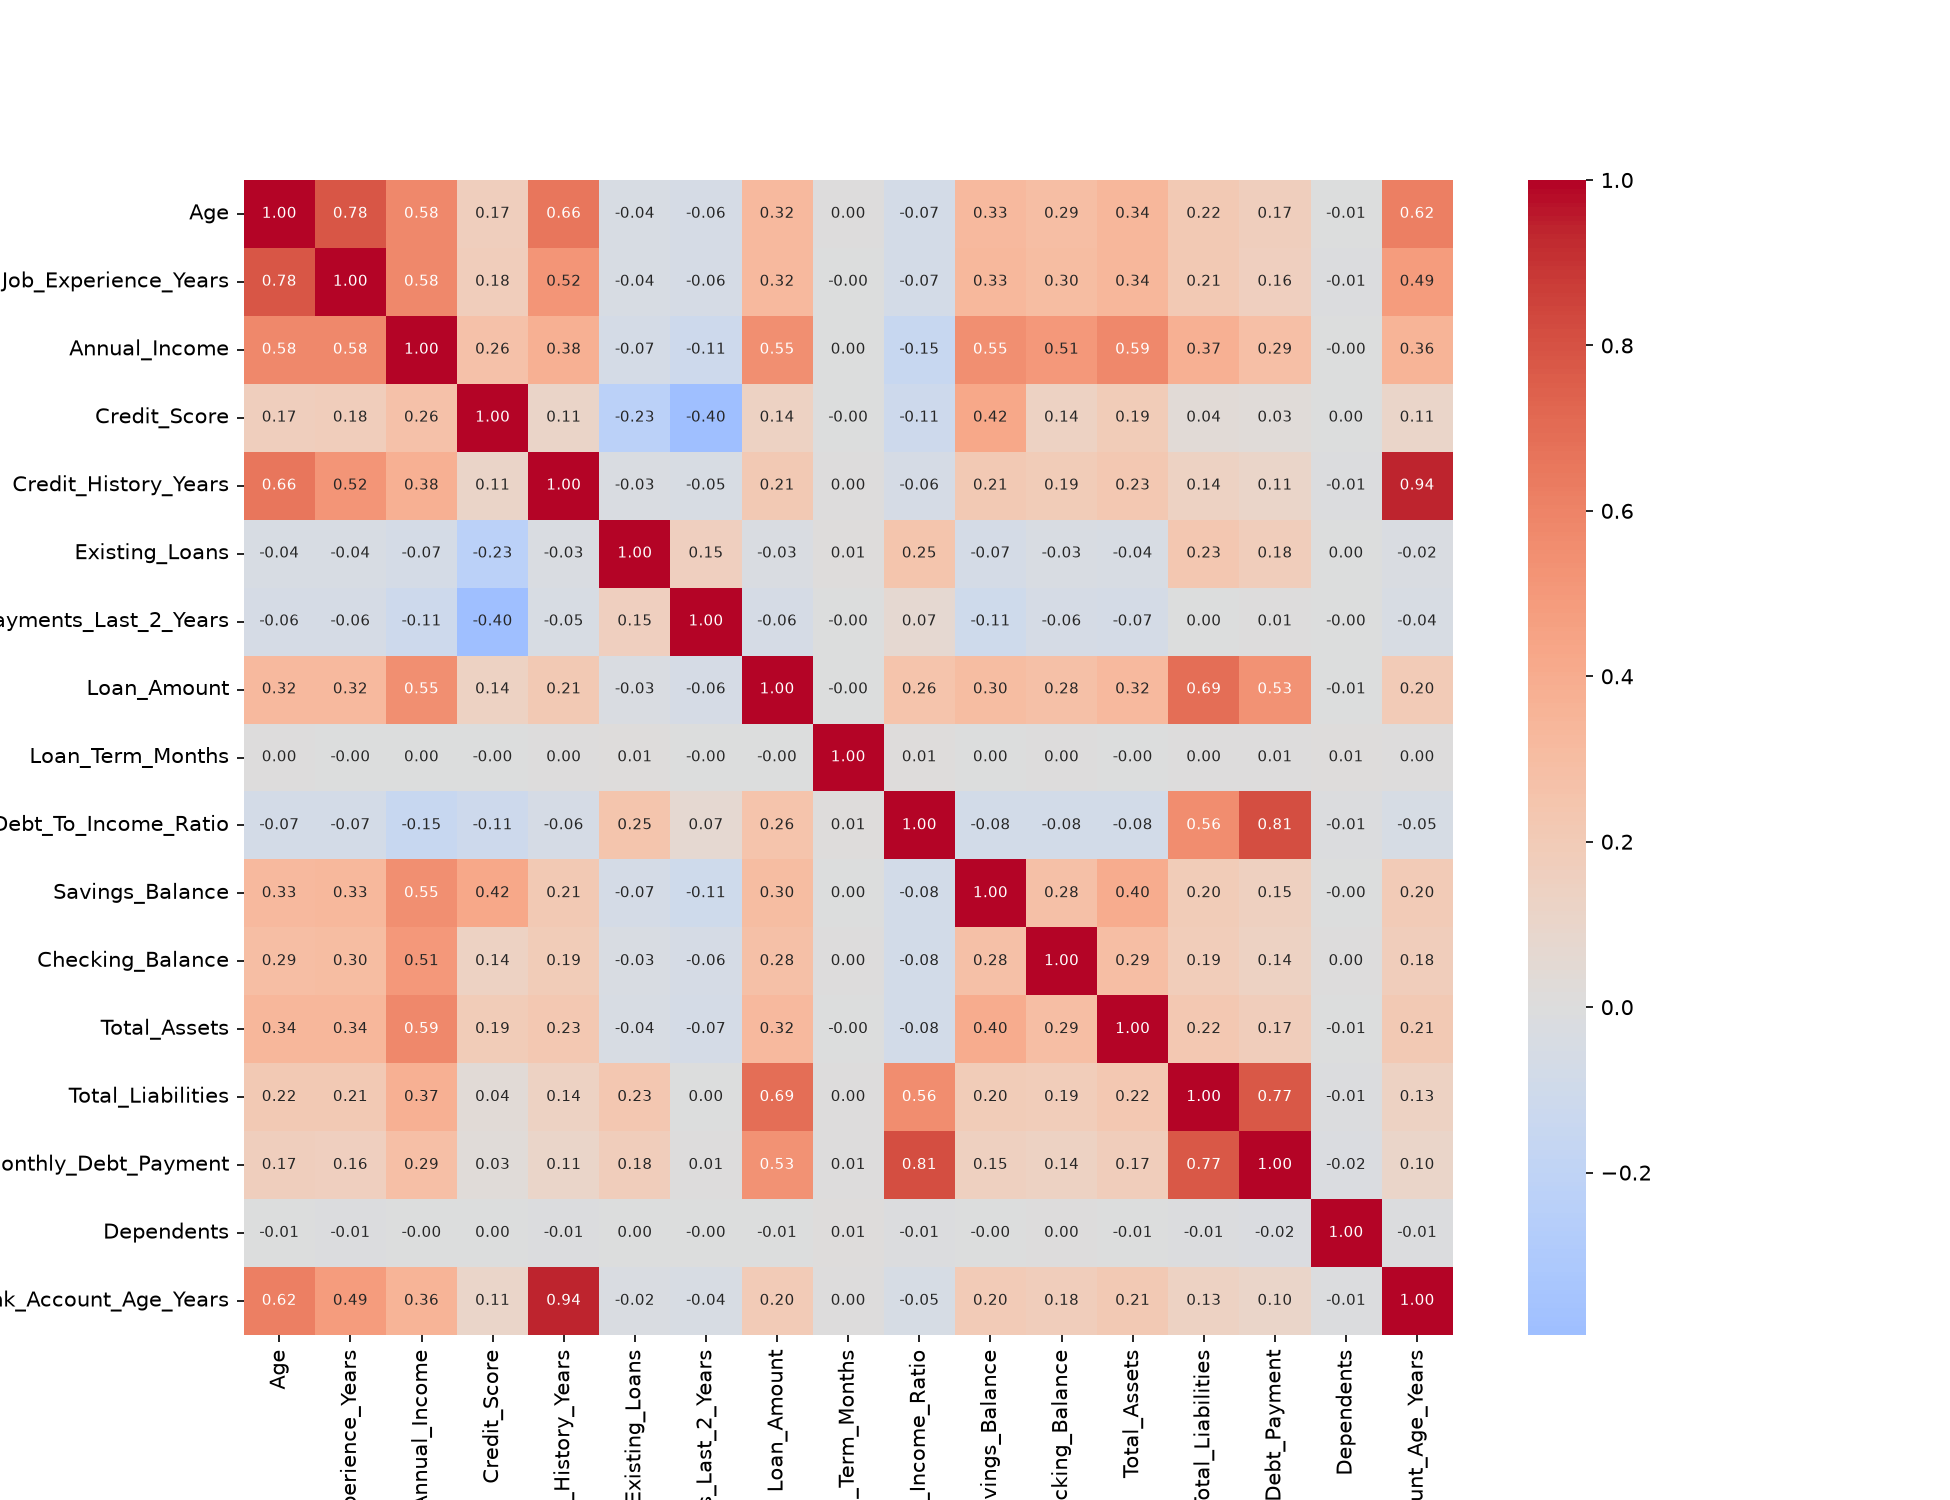 1.0
Age 1.00 0.78 0.58 0.17 0.66 -0.04 -0.06 0.32 0.00 -0.07 0.33 0.29 0.34 0.22 0.17 -0.01 0.62
Job_Experience_Years 0.78 1.00 0.58 0.18 0.52 -0.04 -0.06 0.32 -0.00 -0.07 0.33 0.30 0.34 0.21 0.16 -0.01 0.49
0.8
Annual_Income 0.58 0.58 1.00 0.26 0.38 -0.07 -0.11 0.55 0.00 -0.15 0.55 0.51 0.59 0.37 0.29 -0.00 0.36
Credit_Score 0.17 0.18 0.26 1.00 0.11 -0.23 -0.40 0.14 -0.00 -0.11 0.42 0.14 0.19 0.04 0.03 0.00 0.11
Credit_History_Years 0.66 0.52 0.38 0.11 1.00 -0.03 -0.05 0.21 0.00 -0.06 0.21 0.19 0.23 0.14 0.11 -0.01 0.94
0.6
Existing_Loans -0.04 -0.04 -0.07 -0.23 -0.03 1.00 0.15 -0.03 0.01 0.25 -0.07 -0.03 -0.04 0.23 0.18 0.00 -0.02
ayments_Last_2_Years -0.06 -0.06 -0.11 -0.40 -0.05 0.15 1.00 -0.06 -0.00 0.07 -0.11 -0.06 -0.07 0.00 0.01 -0.00 -0.04
0.4
Loan_Amount 0.32 0.32 0.55 0.14 0.21 -0.03 -0.06 1.00 -0.00 0.26 0.30 0.28 0.32 0.69 0.53 -0.01 0.20
Loan_Term_Months 0.00 -0.00 0.00 -0.00 0.00 0.01 -0.00 -0.00 1.00 0.01 0.00 0.00 -0.00 0.00 0.01 0.01 0.00
Debt_To_Income_Ratio -0.07 -0.07 -0.15 -0.11 -0.06 0.25 0.07 0.26 0.01 1.00 -0.08 -0.08 -0.08 0.56 0.81 -0.01 -0.05
0.2
Savings_Balance 0.33 0.33 0.55 0.42 0.21 -0.07 -0.11 0.30 0.00 -0.08 1.00 0.28 0.40 0.20 0.15 -0.00 0.20
Checking_Balance 0.29 0.30 0.51 0.14 0.19 -0.03 -0.06 0.28 0.00 -0.08 0.28 1.00 0.29 0.19 0.14 0.00 0.18
0.0
Total_Assets 0.34 0.34 0.59 0.19 0.23 -0.04 -0.07 0.32 -0.00 -0.08 0.40 0.29 1.00 0.22 0.17 -0.01 0.21
Total_Liabilities 0.22 0.21 0.37 0.04 0.14 0.23 0.00 0.69 0.00 0.56 0.20 0.19 0.22 1.00 0.77 -0.01 0.13
onthly_Debt_Payment 0.17 0.16 0.29 0.03 0.11 0.18 0.01 0.53 0.01 0.81 0.15 0.14 0.17 0.77 1.00 -0.02 0.10
−0.2
Dependents -0.01 -0.01 -0.00 0.00 -0.01 0.00 -0.00 -0.01 0.01 -0.01 -0.00 0.00 -0.01 -0.01 -0.02 1.00 -0.01
nk_Account_Age_Years 0.62 0.49 0.36 0.11 0.94 -0.02 -0.04 0.20 0.00 -0.05 0.20 0.18 0.21 0.13 0.10 -0.01 1.00
Age
perience_Years
Annual_Income
Credit_Score
_History_Years
Existing_Loans
s_Last_2_Years
Loan_Amount
_Term_Months
_Income_Ratio
vings_Balance
cking_Balance
Total_Assets
Total_Liabilities
Debt_Payment
Dependents
unt_Age_Years